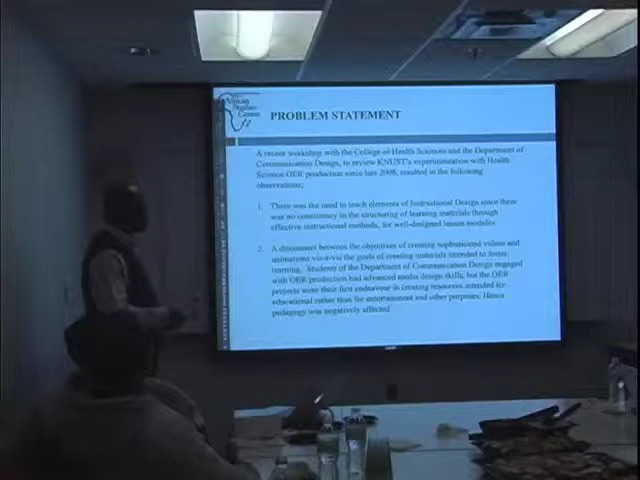 African
Studies
Center
PROBLEM STATEMENT
A recent workshop with the College of Health Sciences and the Department of
Communication Design, to review KNUST's experimentation with Health
Science OER production since late 2008, resulted in the following
observations;
1. There was the need to teach elements of Instructional Design since there
was no consistency in the structuring of learning materials through
effective instructional methods, for well-designed lesson modules
2. A disconnect between the objectives of creating sophisticated videos and
animations vis-à-vis the goals of creating materials intended to foster
learning. Students of the Department of Communication Design engaged
with OER production had advanced media design skills, but the OER
projects were their first endeavour in creating resources intended for
educational rather than for entertainment and other purposes. Hence
pedagogy was negatively affected.